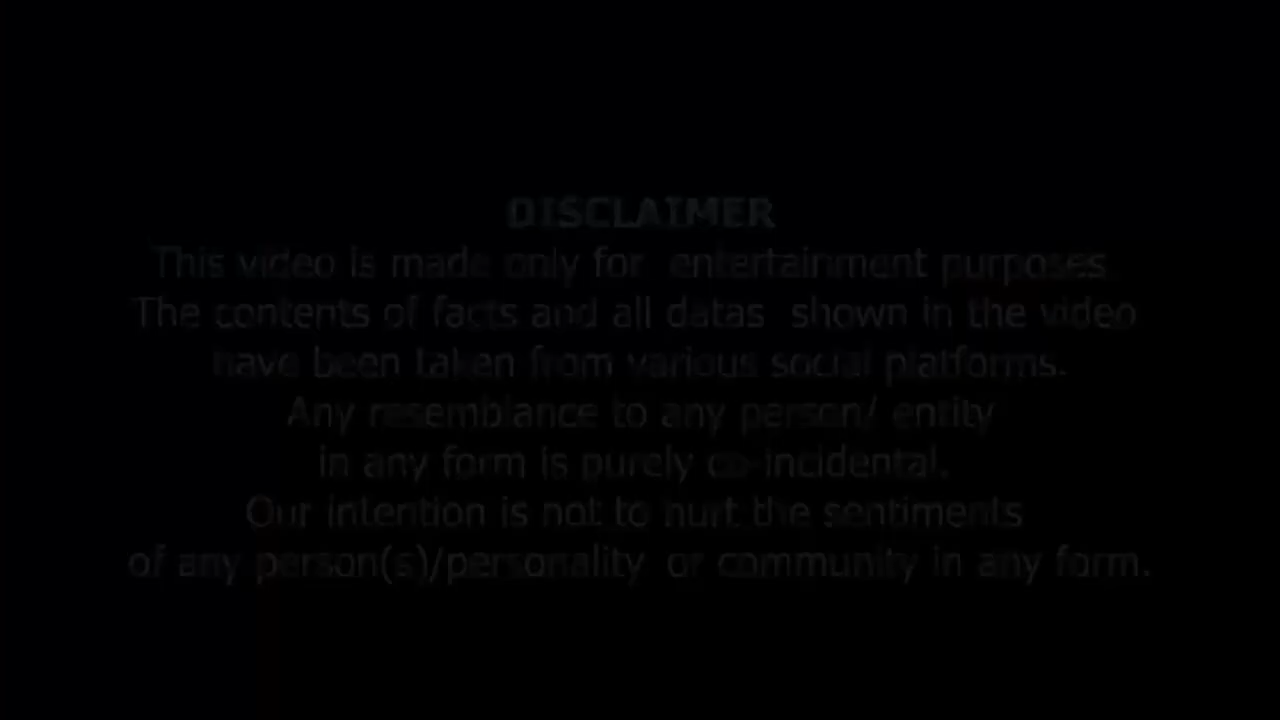 DISCLAIMER
This video is made only for entertainment purposes.
The contents of facts and all datas shown in the video
have been taken from various social platforms.
Any resemblance to any person/ entity
in any form is purely co-incidental.
Our intention is not to hurt the sentiments
of any person(s)/personality or community in any form.